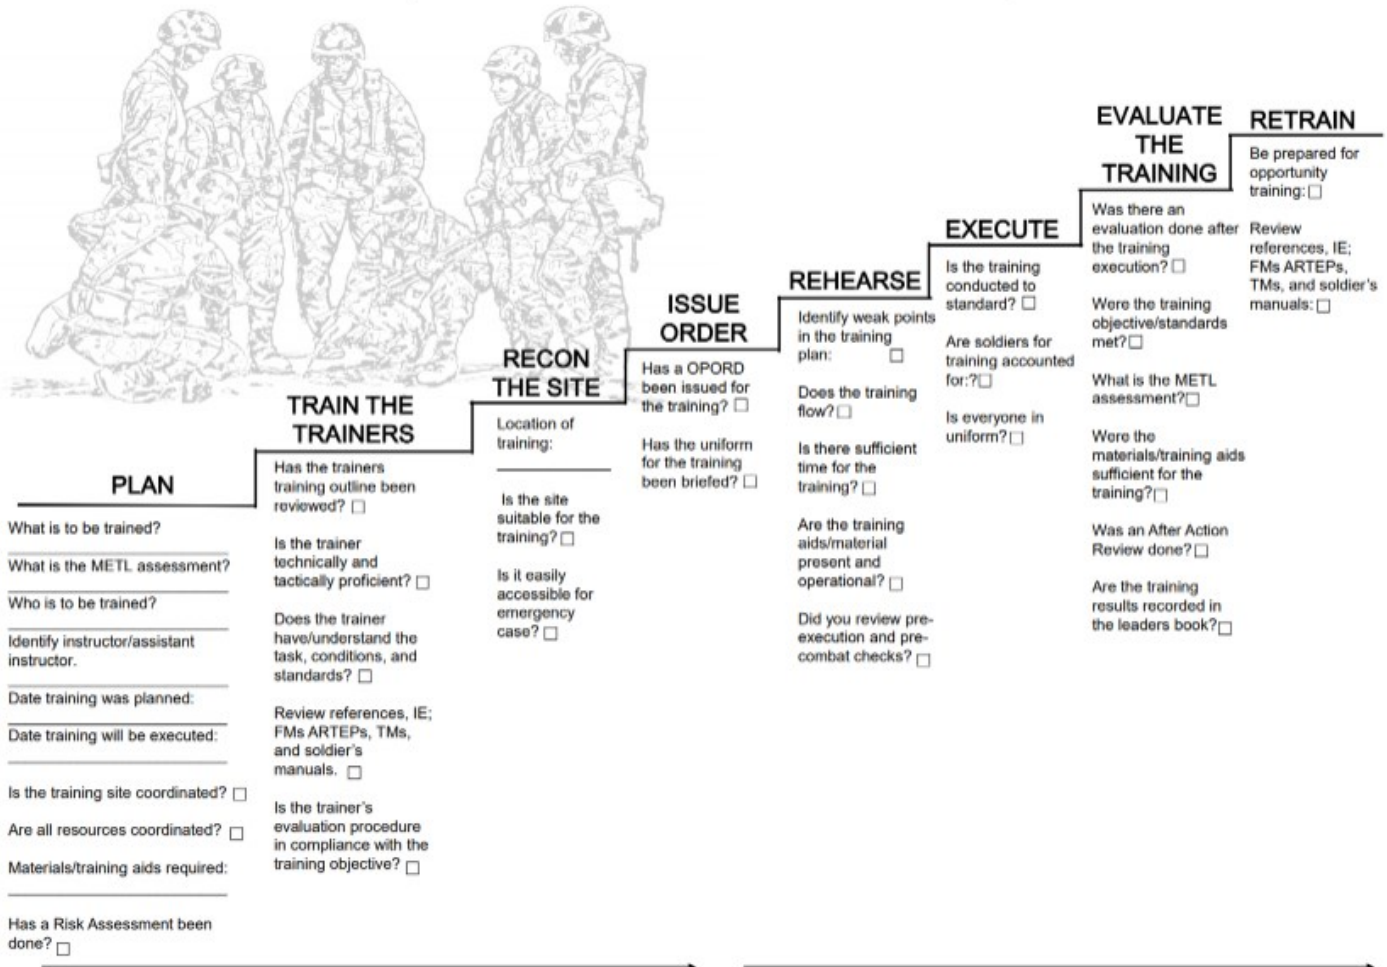 PLAN
What is to be trained?
What is the METL assessment?
Who is to be trained?
Identify instructor/assistant
instructor.
Date training was planned:
Date training will be executed:
Is the training site coordinated?
Are all resources coordinated?
Materials/training aids required:
Has a Risk Assessment been
done?
TRAIN THE
TRAINERS
Has the trainers
training outline been
reviewed?
Is the trainer
technically and
tactically proficient?
Does the trainer
have/understand the
task, conditions, and
standards?
Review references, IE;
FMs ARTEPs, TMs,
and soldier's
manuals.
Is the trainer's
evaluation procedure
in compliance with the
training objective?
RECON
THE SITE
Location of
training:
Is the site
suitable for the
training?
Is it easily
accessible for
emergency
case?
ISSUE
ORDER
Has a OPORD
been issued for
the training?
Has the uniform
for the training
been briefed?
REHEARSE
Identify weak points
in the training
plan:
Does the training
flow?
Is there sufficient
time for the
training?
Are the training
aids/material
present and
operational?
Did you review pre-
execution and pre-
combat checks?
EXECUTE
Is the training
conducted to
standard?
Are soldiers for
training accounted
for:?
Is everyone in
uniform?
EVALUATE
THE
TRAINING
Was there an
evaluation done after
the training
execution?
Were the training
objective/standards
met?
What is the METL
assessment?
Were the
materials/training aids
sufficient for the
training?
Was an After Action
Review done?
Are the training
results recorded in
the leaders book?
RETRAIN
Be prepared for
opportunity
training:
Review
references, IE;
FMs ARTEPs,
TMs, and soldier's
manuals: